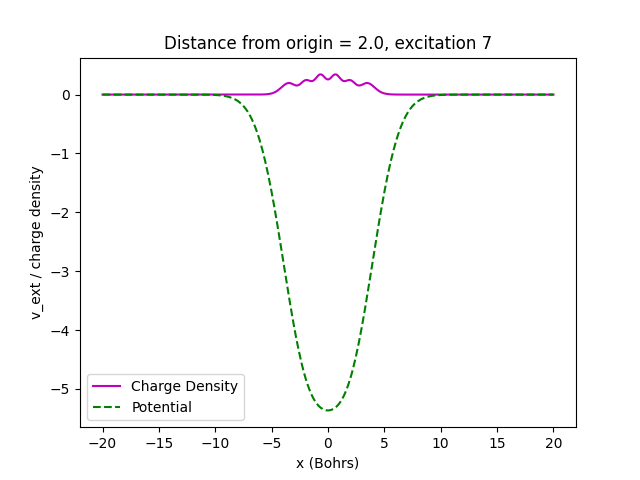 Distance from origin = 2.0, excitation 7
v_ext / charge density
0
−1
−2
−3
−4
−5
Charge Density
Potential
−20 −15 −10 −5 0 5 10 15 20
x (Bohrs)